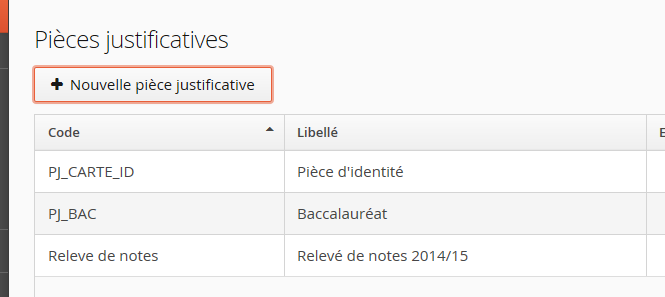 Pièces justificatives
Nouvelle pièce justificative
Code Libellé E
PJ_CARTE_ID Pièce d'identité
PJ_BAC Baccalauréat
Releve de notes Relevé de notes 2014/15